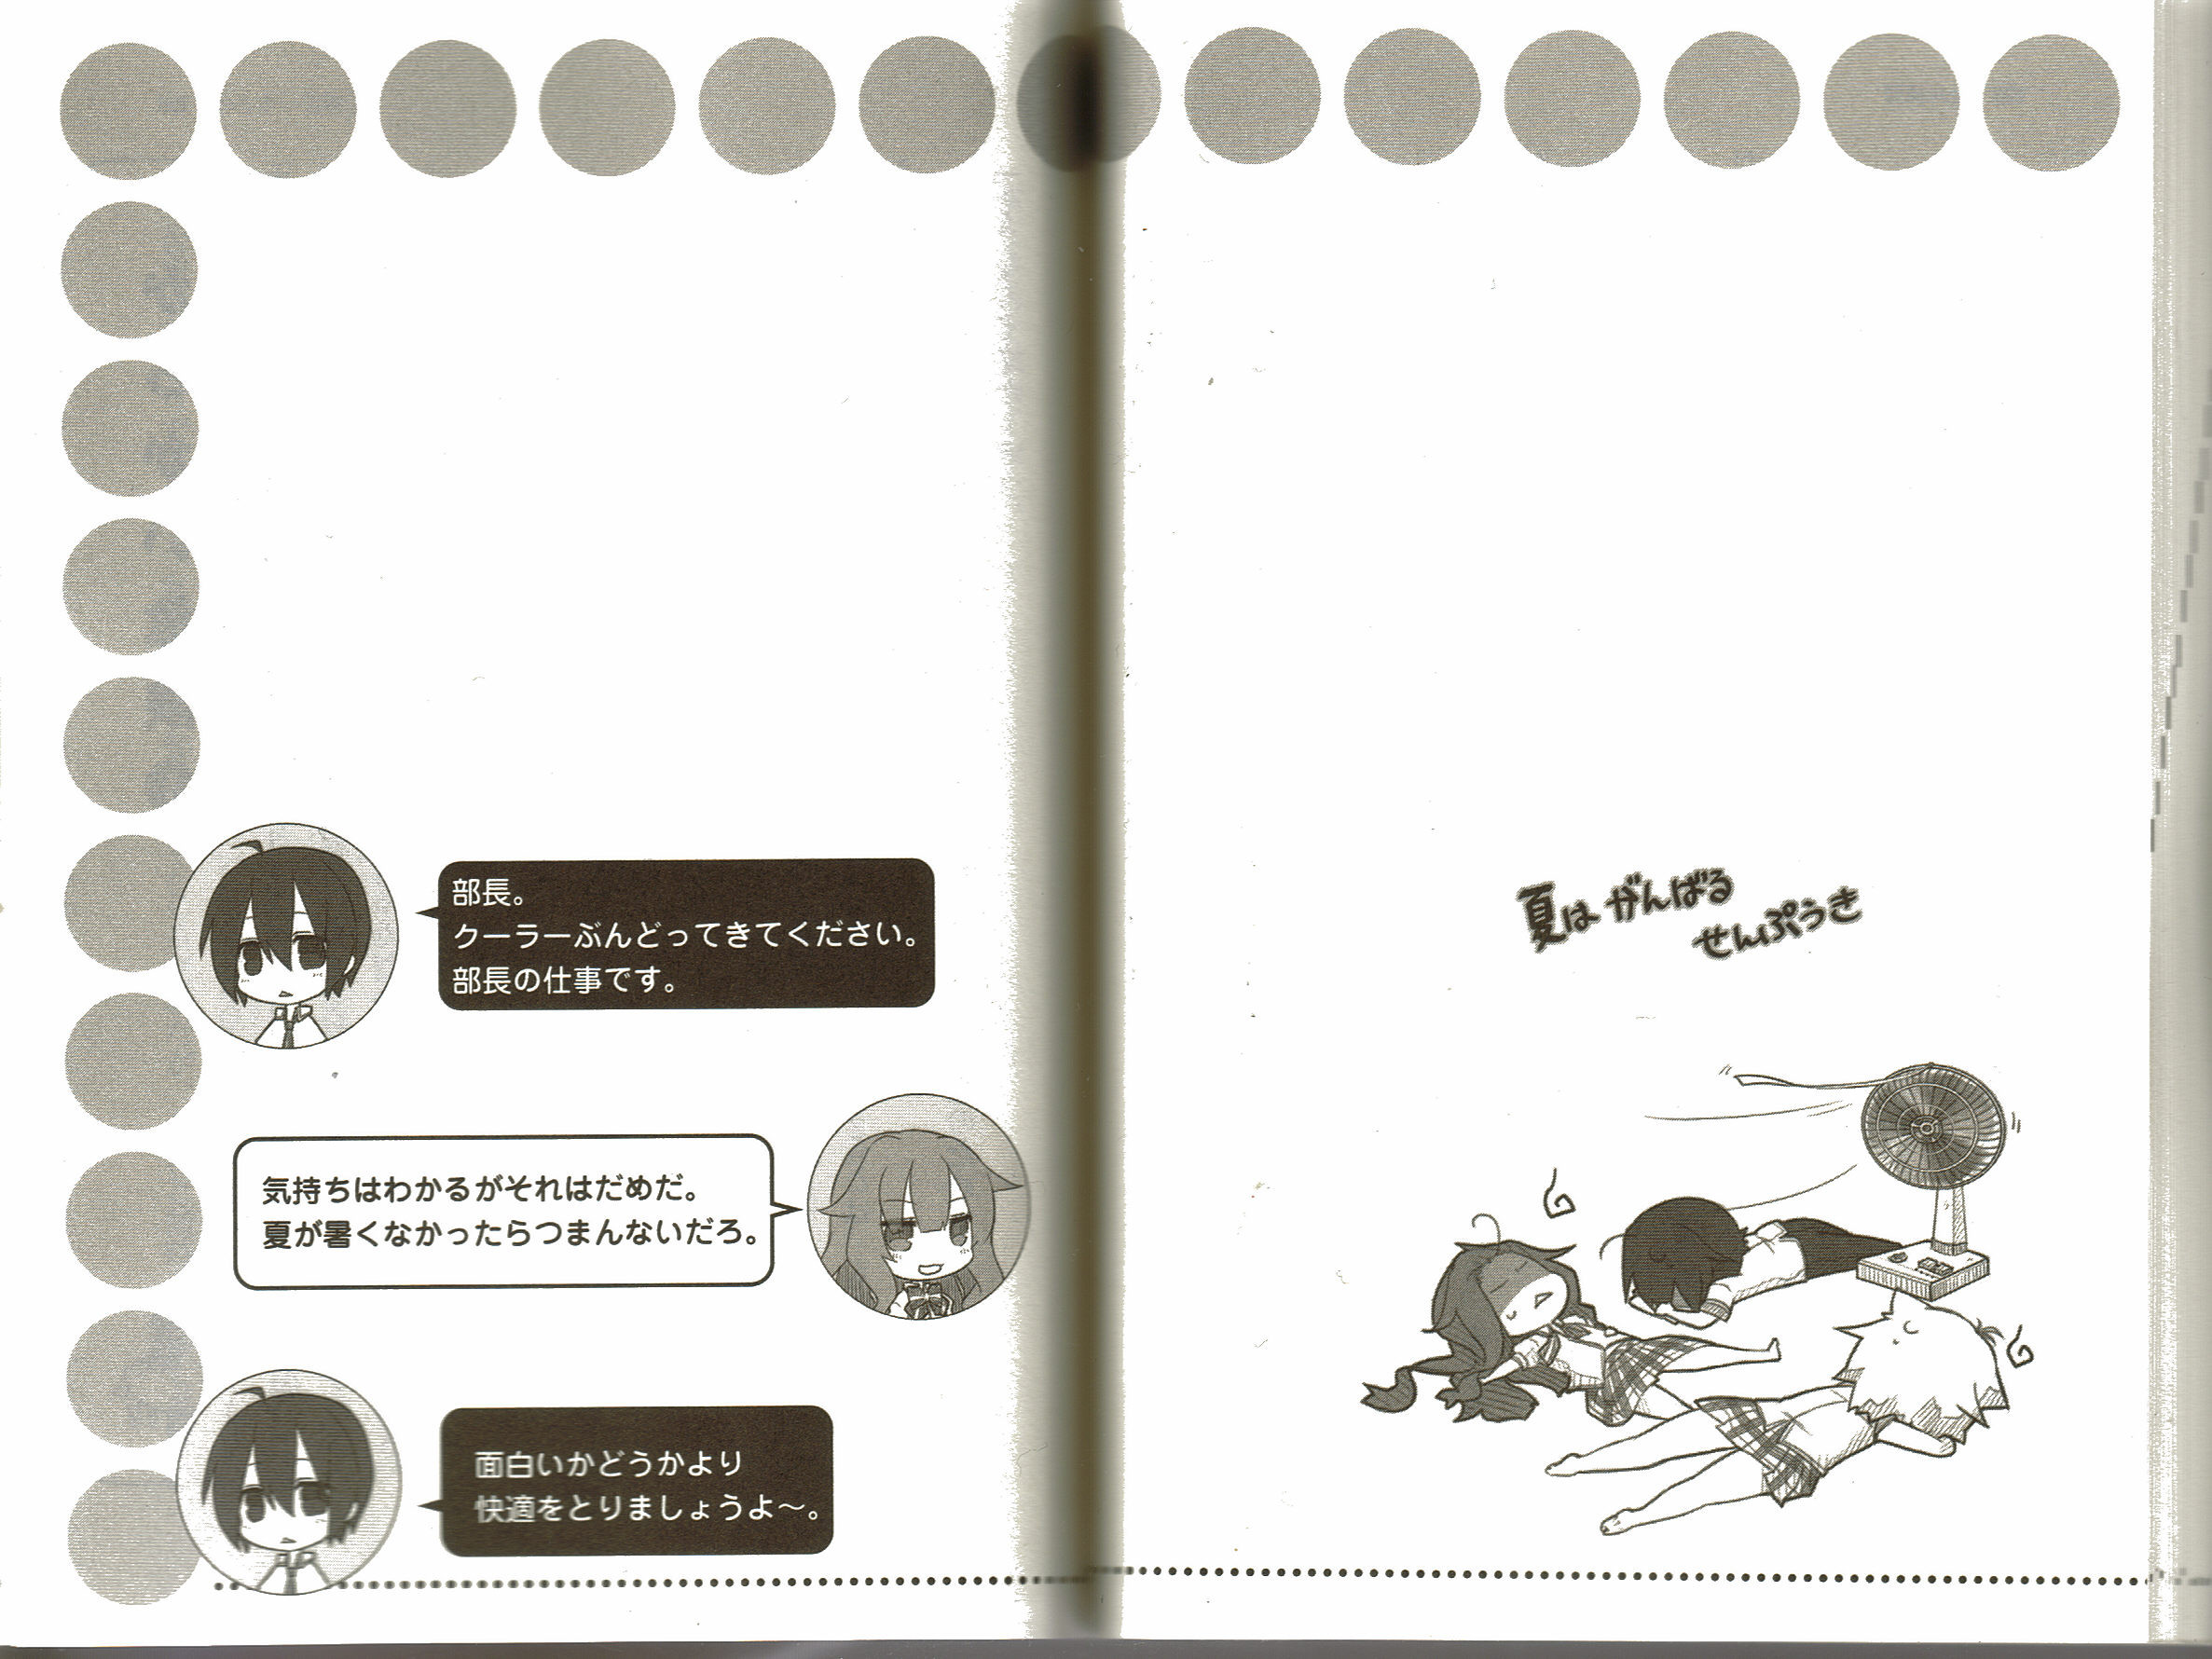 夏はがんばる
せんぷうき
部長。
クーラーぶんどってきてください。
部長の仕事です。
気持ちはわかるがそれはだめだ。
夏が暑くなかったらつまんないだろ。
面白いかどうかより
快適をとりましょうよ〜。